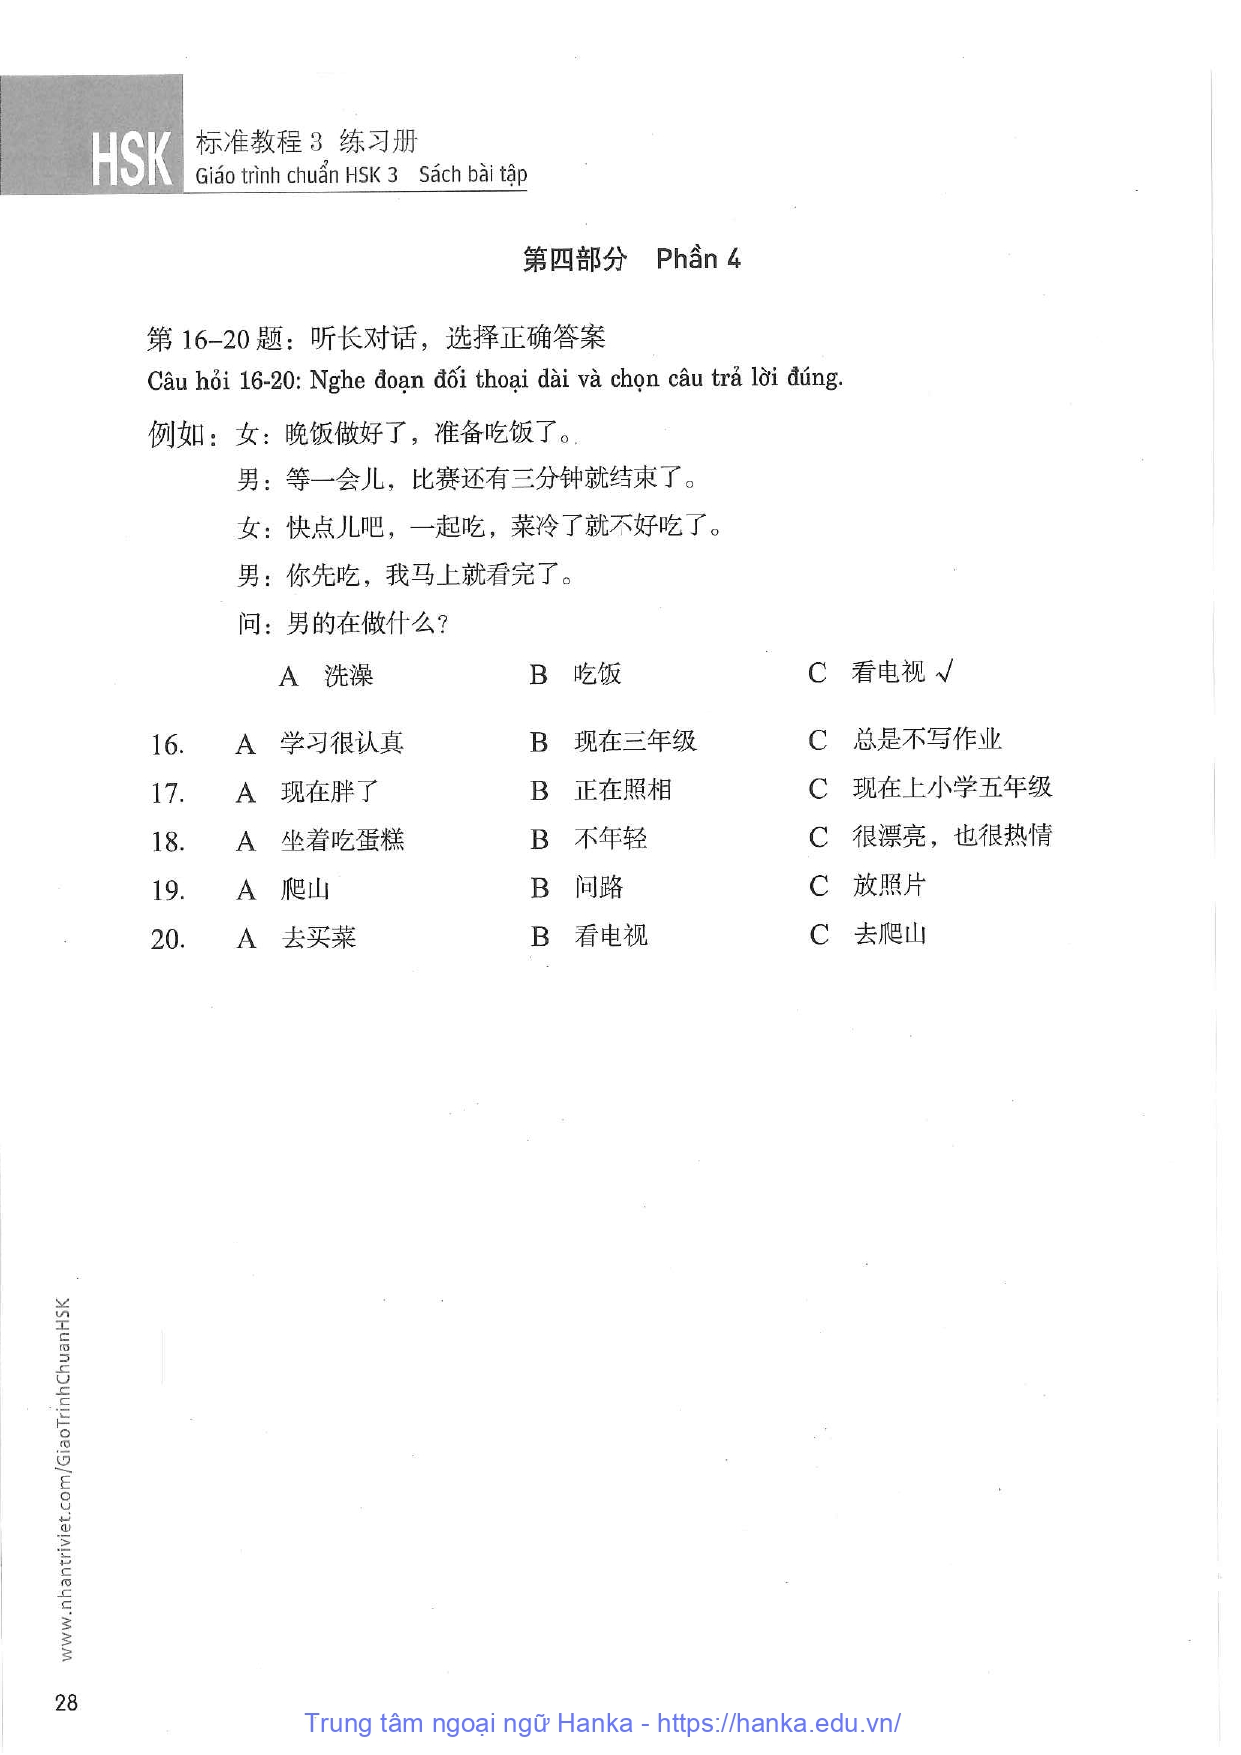 HSK 标准教程 3 练习册
Giáo trình chuẩn HSK 3 Sách bài tập
第四部分 Phần 4
第 16–20 题：听长对话，选择正确答案
Câu hỏi 16-20: Nghe đoạn đối thoại dài và chọn câu trả lời đúng.
例如：女：晚饭做好了，准备吃饭了。
男：等一会儿，比赛还有三分钟就结束了。
女：快点儿吧，一起吃，菜冷了就不好吃了。
男：你先吃，我马上就看完了。
问：男的在做什么？
A 洗澡 B 吃饭 C 看电视 √
16. A 学习很认真 B 现在三年级 C 总是不写作业
17. A 现在胖了 B 正在照相 C 现在上小学五年级
18. A 坐着吃蛋糕 B 不年轻 C 很漂亮，也很热情
19. A 爬山 B 问路 C 放照片
20. A 去买菜 B 看电视 C 去爬山
www.nhantriviet.com/GiaoTrinhChuanHSK
28
Trung tâm ngoại ngữ Hanka - https://hanka.edu.vn/